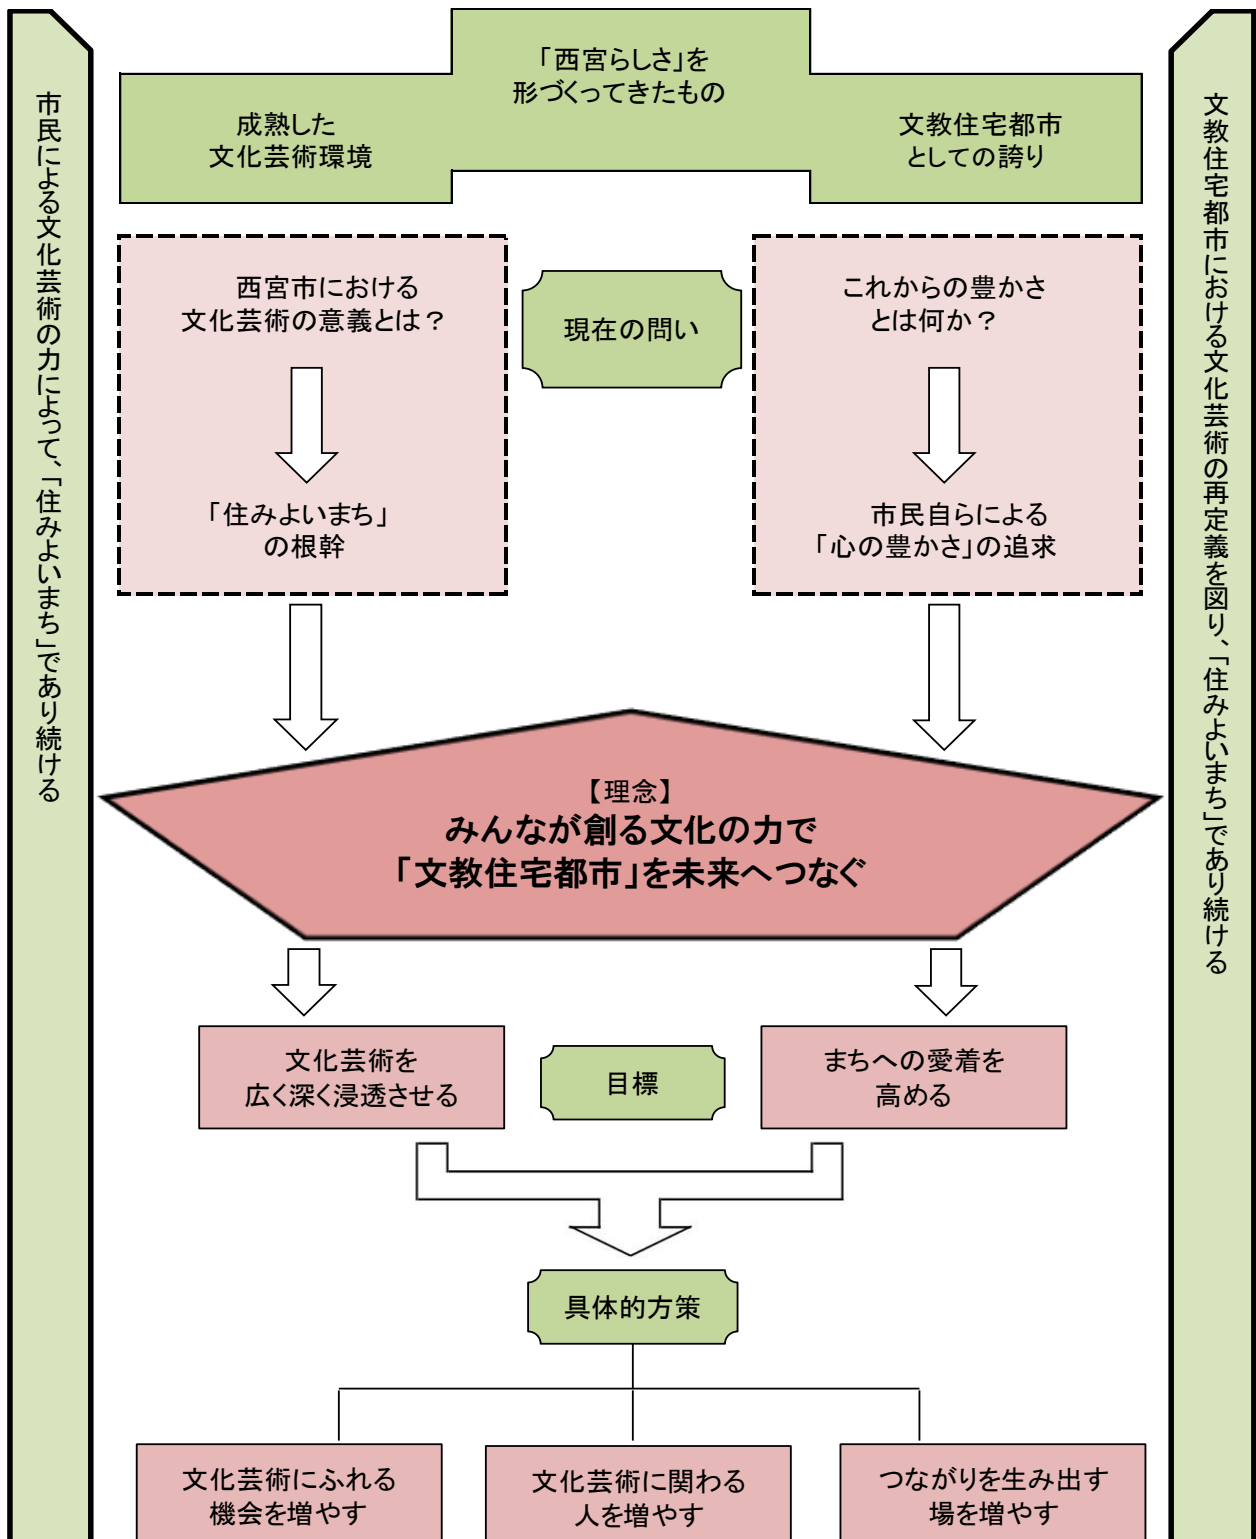 「西宮らしさ」を
形づくってきたもの
成熟した
文化芸術環境
文教住宅都市
としての誇り
市民による文化芸術の力によって、「住みよいまち」であり続ける
文教住宅都市における文化芸術の再定義を図り、「住みよいまち」であり続ける
西宮市における
文化芸術の意義とは？
現在の問い
これからの豊かさ
とは何か？
「住みよいまち」
の根幹
市民自らによる
「心の豊かさ」の追求
【理念】
みんなが創る文化の力で
「文教住宅都市」を未来へつなぐ
文化芸術を
広く深く浸透させる
目標
まちへの愛着を
高める
具体的方策
文化芸術にふれる
機会を増やす
文化芸術に関わる
人を増やす
つながりを生み出す
場を増やす